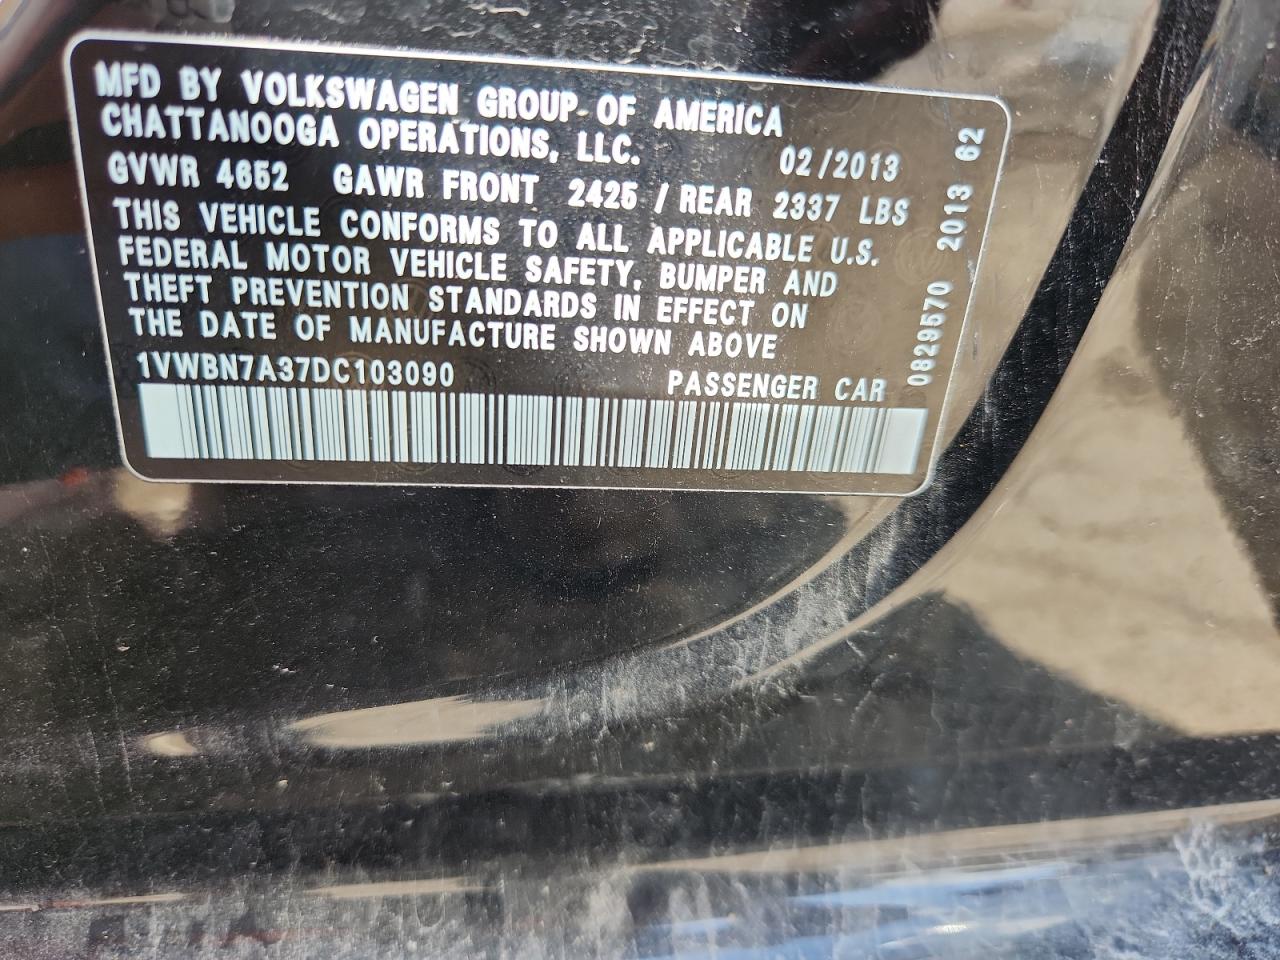 MFD BY VOLKSWAGEN GROUP OF AMERICA
CHATTANOOGA OPERATIONS, LLC.
02/2013
GVWR 4652 GAWR FRONT 2425 / REAR 2337 LBS
THIS VEHICLE CONFORMS TO ALL APPLICABLE U.S.
FEDERAL MOTOR VEHICLE SAFETY, BUMPER AND
THEFT PREVENTION STANDARDS IN EFFECT ON
THE DATE OF MANUFACTURE SHOWN ABOVE
1VWBN7A37DC103090 PASSENGER CAR
0829570 2013 62